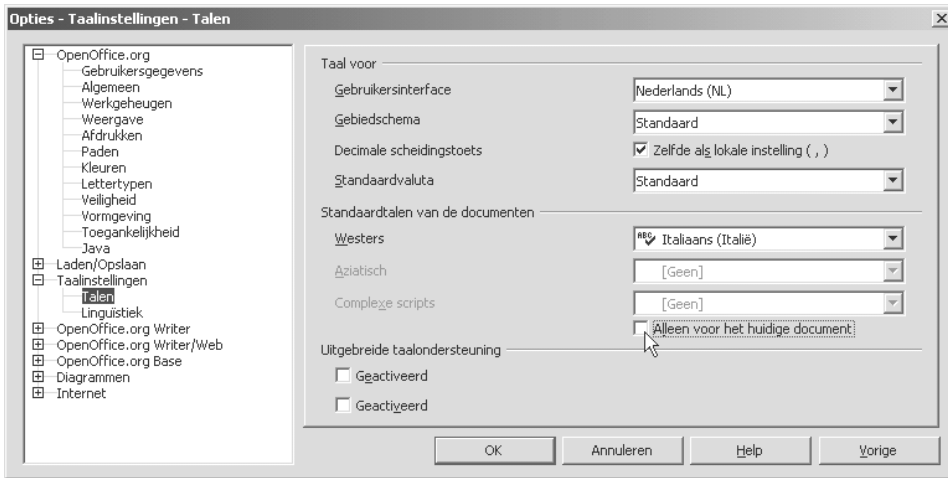 Opties - Taalinstellingen - Talen
OpenOffice.org
Gebruikersgegevens
Algemeen
Werkgeheugen
Weergave
Afdrukken
Paden
Kleuren
Lettertypen
Veiligheid
Vormgeving
Toegankelijkheid
Java
Laden/Opslaan
Taalinstellingen
Talen
Linguïstiek
OpenOffice.org Writer
OpenOffice.org Writer/Web
OpenOffice.org Base
Diagrammen
Internet
Taal voor
Gebruikersinterface Nederlands (NL)
Gebiedschema Standaard
Decimale scheidingstoets Zelfde als lokale instelling ( , )
Standaardvaluta Standaard
Standaardtalen van de documenten
Westers ABC Italiaans (Italië)
Aziatisch [Geen]
Complexe scripts [Geen]
Alleen voor het huidige document
Uitgebreide taalondersteuning
Geactiveerd
Geactiveerd
OK Annuleren Help Vorige